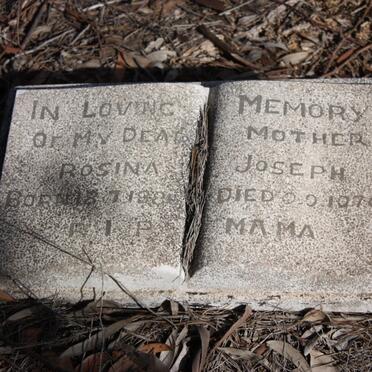 IN LOVING MEMORY
OF MY DEAR MOTHER
ROSINA JOSEPH
BORN DIED
R I P MAMA